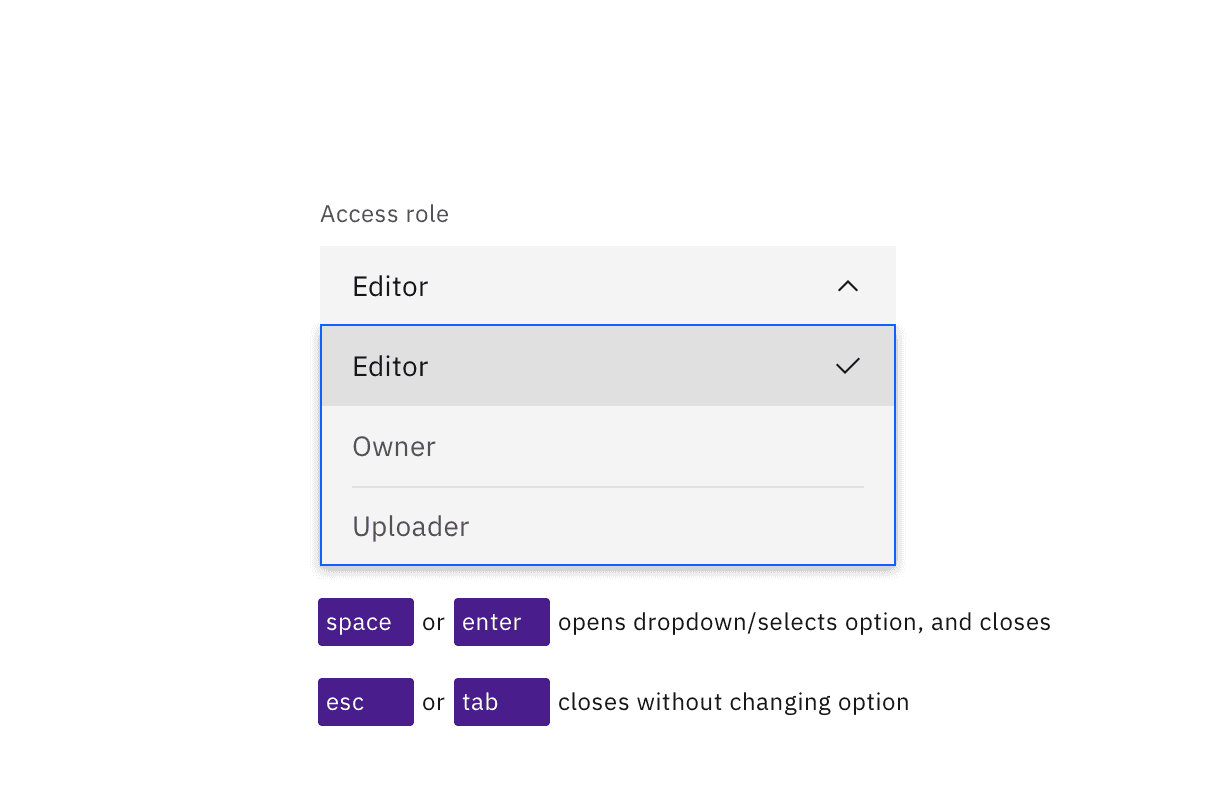 Access role
Editor
Editor
Owner
Uploader
space or enter opens dropdown/selects option, and closes
esc or tab closes without changing option